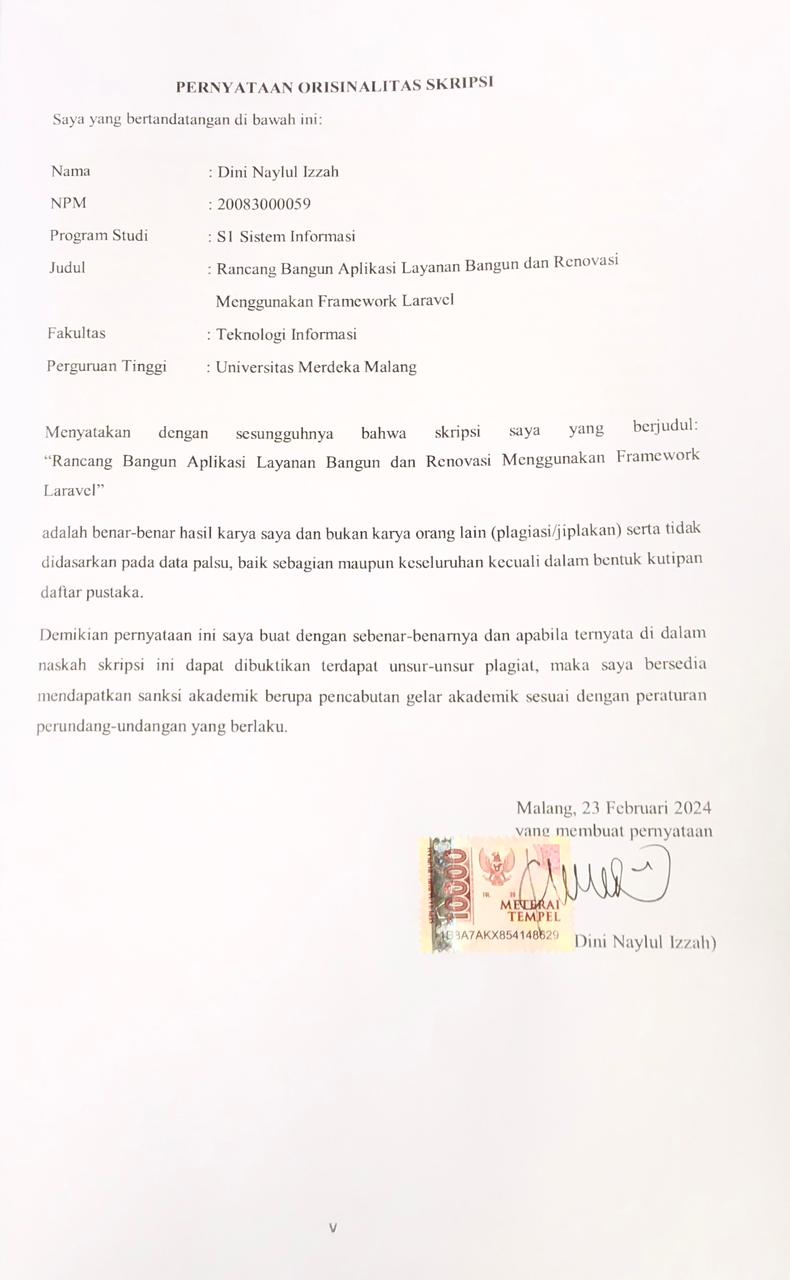 PERNYATAAN ORISINALITAS SKRIPSI
Saya yang bertandatangan di bawah ini:
Nama : Dini Naylul Izzah
NPM : 20083000059
Program Studi : S1 Sistem Informasi
Judul : Rancang Bangun Aplikasi Layanan Bangun dan Renovasi
Menggunakan Framework Laravel
Fakultas : Teknologi Informasi
Perguruan Tinggi : Universitas Merdeka Malang
Menyatakan dengan sesungguhnya bahwa skripsi saya yang berjudul:
“Rancang Bangun Aplikasi Layanan Bangun dan Renovasi Menggunakan Framework
Laravel”
adalah benar-benar hasil karya saya dan bukan karya orang lain (plagiasi/jiplakan) serta tidak
didasarkan pada data palsu, baik sebagian maupun keseluruhan kecuali dalam bentuk kutipan
daftar pustaka.
Demikian pernyataan ini saya buat dengan sebenar-benarnya dan apabila ternyata di dalam
naskah skripsi ini dapat dibuktikan terdapat unsur-unsur plagiat, maka saya bersedia
mendapatkan sanksi akademik berupa pencabutan gelar akademik sesuai dengan peraturan
perundang-undangan yang berlaku.
Malang, 23 Februari 2024
yang membuat pernyataan
10000
METERAI
TEMPEL
Dini Naylul Izzah)
v